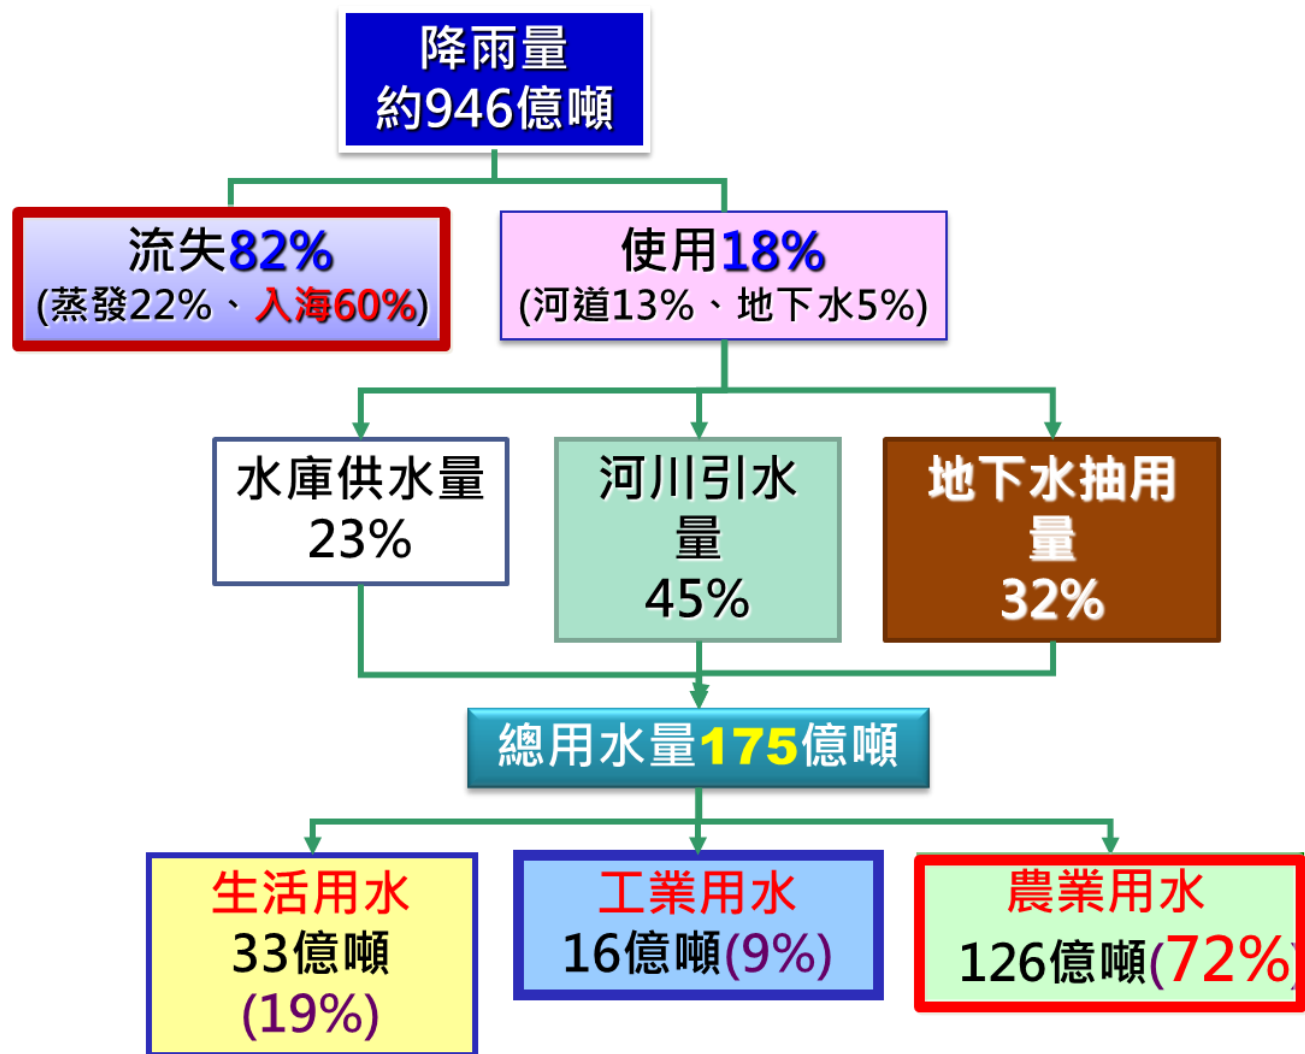 降雨量
約946億噸
流失82%
(蒸發22%、入海60%)
使用18%
(河道13%、地下水5%)
水庫供水量
23%
河川引水
量
45%
地下水抽用
量
32%
總用水量175億噸
生活用水
33億噸
(19%)
工業用水
16億噸(9%)
農業用水
126億噸(72%)